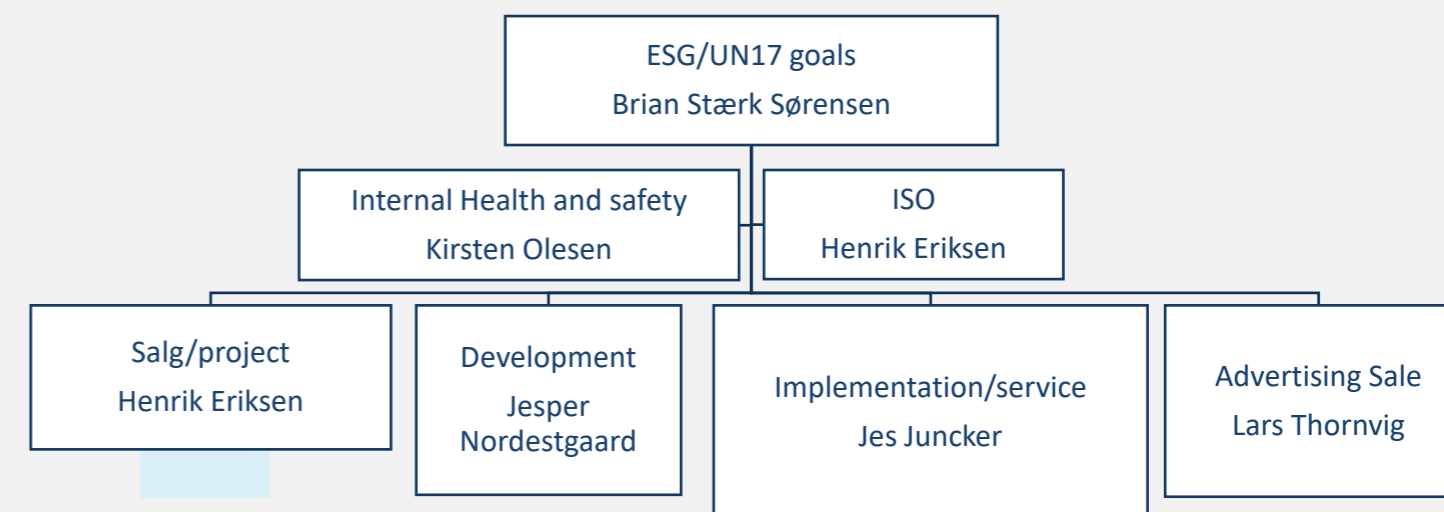 ESG/UN17 goals
Brian Stærk Sørensen
Internal Health and safety
Kirsten Olesen
ISO
Henrik Eriksen
Salg/project
Henrik Eriksen
Development
Jesper
Nordestgaard
Implementation/service
Jes Juncker
Advertising Sale
Lars Thornvig